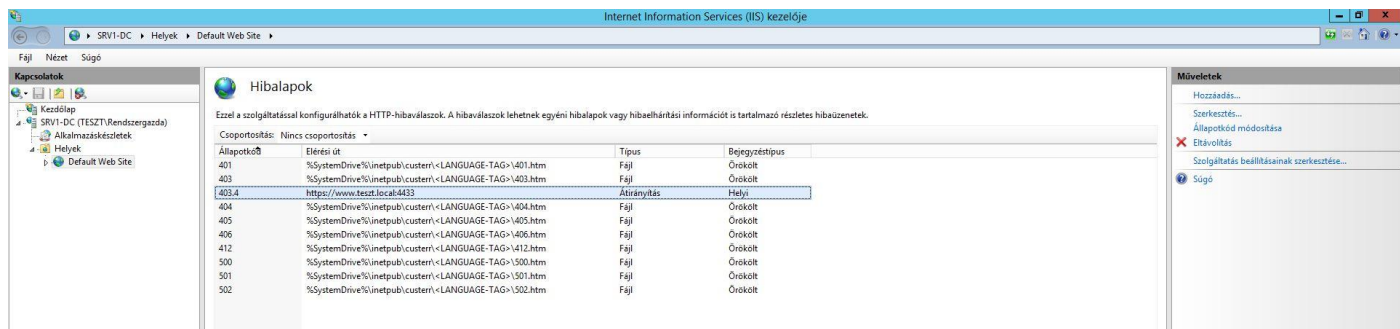 Internet Information Services (IIS) kezelője
SRV1-DC Helyek Default Web Site
Fájl Nézet Súgó
Kapcsolatok
Kezdőlap
SRV1-DC (TESZT\Rendszergazda)
Alkalmazáskészletek
Helyek
Default Web Site
Hibalapok
Ezzel a szolgáltatással konfigurálhatók a HTTP-hibaválaszok. A hibaválaszok lehetnek egyéni hibalapok vagy hibaelhárítási információt is tartalmazó részletes hibaüzenetek.
Csoportosítás: Nincs csoportosítás
Állapotkód Elérési út Típus Bejegyzéstípus
401 %SystemDrive%\inetpub\custerr\<LANGUAGE-TAG>\401.htm Fájl Örökölt
403 %SystemDrive%\inetpub\custerr\<LANGUAGE-TAG>\403.htm Fájl Örökölt
403.4 https://www.teszt.local:4433 Átirányítás Helyi
404 %SystemDrive%\inetpub\custerr\<LANGUAGE-TAG>\404.htm Fájl Örökölt
405 %SystemDrive%\inetpub\custerr\<LANGUAGE-TAG>\405.htm Fájl Örökölt
406 %SystemDrive%\inetpub\custerr\<LANGUAGE-TAG>\406.htm Fájl Örökölt
412 %SystemDrive%\inetpub\custerr\<LANGUAGE-TAG>\412.htm Fájl Örökölt
500 %SystemDrive%\inetpub\custerr\<LANGUAGE-TAG>\500.htm Fájl Örökölt
501 %SystemDrive%\inetpub\custerr\<LANGUAGE-TAG>\501.htm Fájl Örökölt
502 %SystemDrive%\inetpub\custerr\<LANGUAGE-TAG>\502.htm Fájl Örökölt
Műveletek
Hozzáadás...
Szerkesztés...
Állapotkód módosítása
Eltávolítás
Szolgáltatás beállításainak szerkesztése...
Súgó